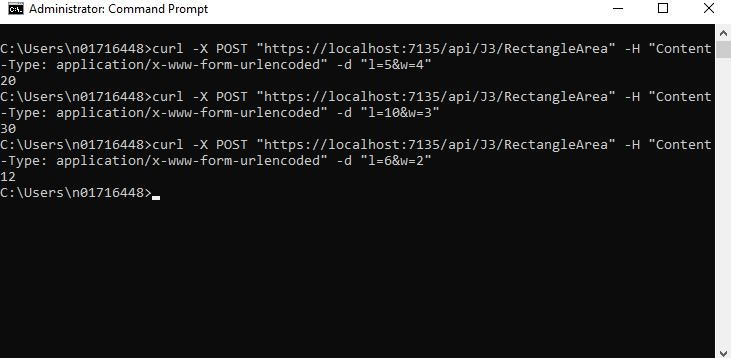 Administrator: Command Prompt
C:\Users\n01716448>curl -X POST "https://localhost:7135/api/J3/RectangleArea" -H "Content
-Type: application/x-www-form-urlencoded" -d "l=5&w=4"
20
C:\Users\n01716448>curl -X POST "https://localhost:7135/api/J3/RectangleArea" -H "Content
-Type: application/x-www-form-urlencoded" -d "l=10&w=3"
30
C:\Users\n01716448>curl -X POST "https://localhost:7135/api/J3/RectangleArea" -H "Content
-Type: application/x-www-form-urlencoded" -d "l=6&w=2"
12
C:\Users\n01716448>